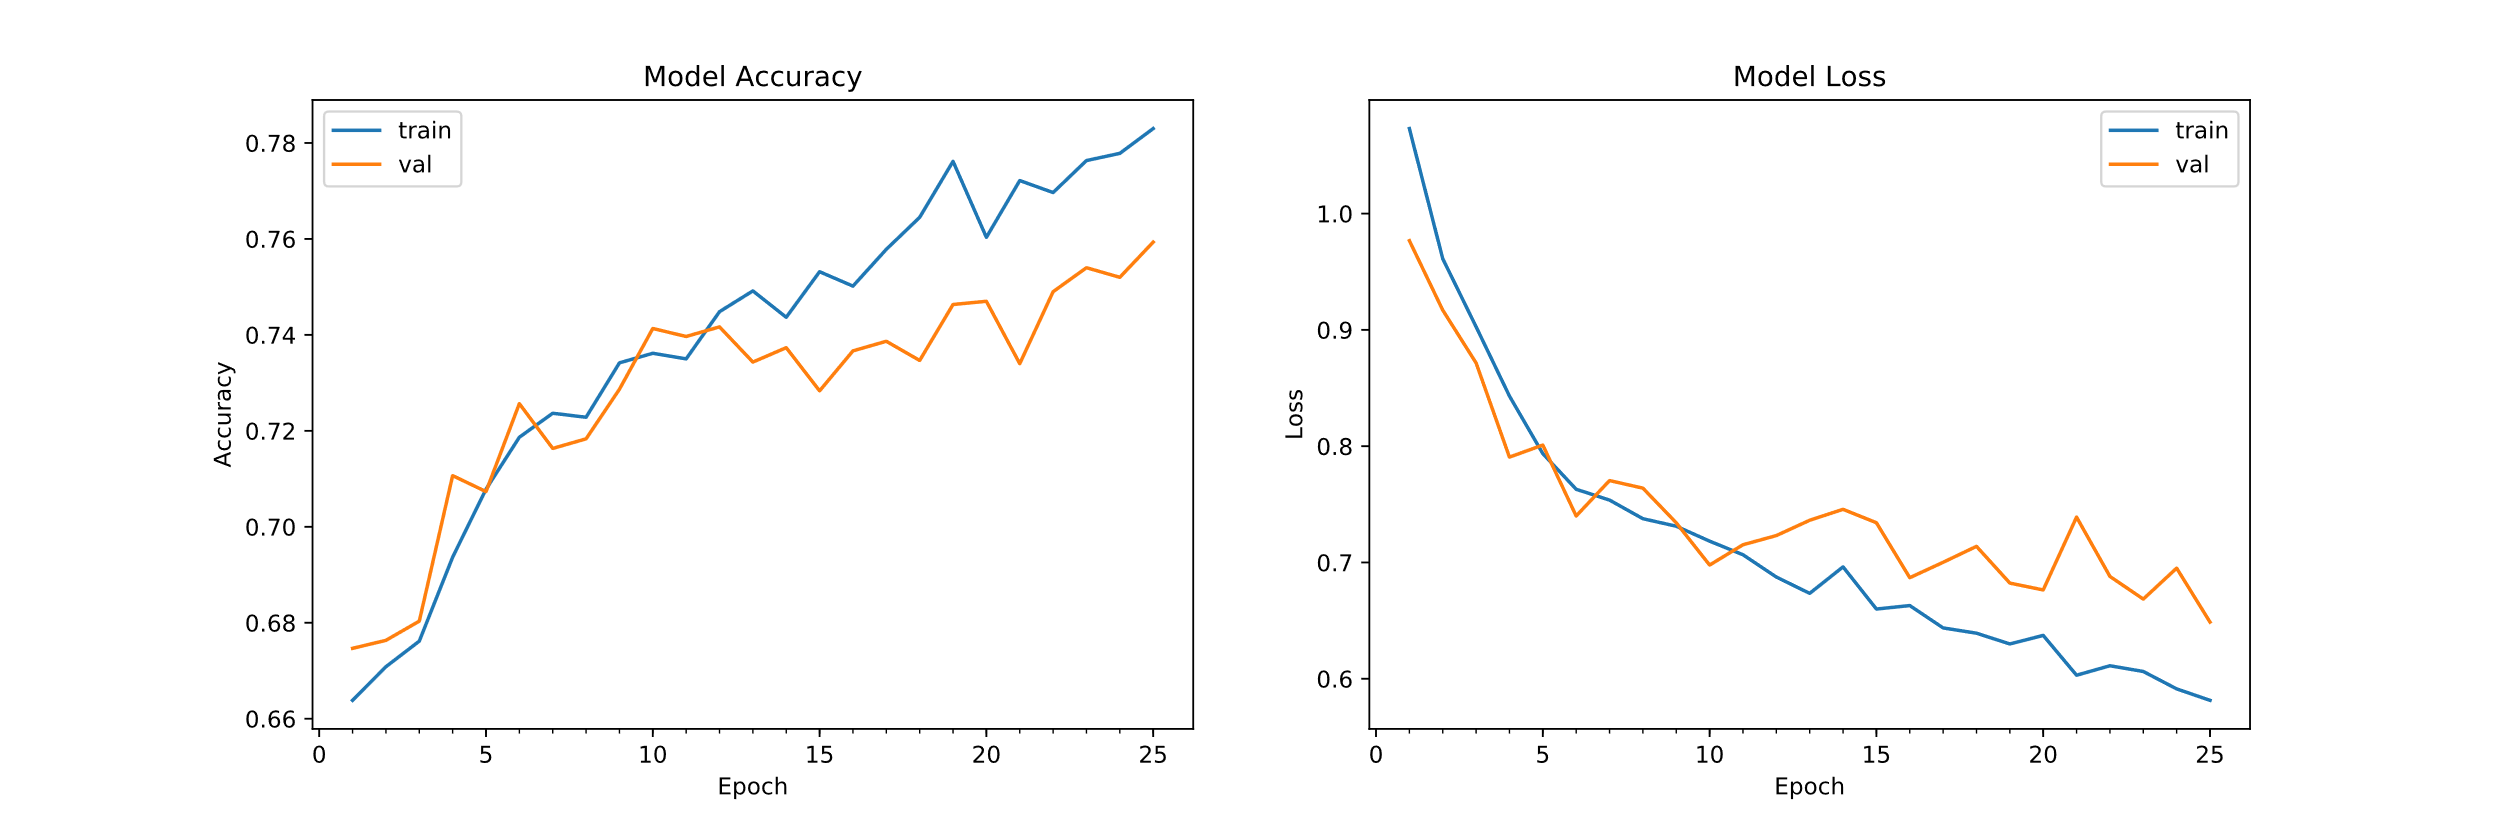 Model Accuracy
train
val
0.78
0.76
0.74
0.72
0.70
0.68
0.66
Accuracy
0 5 10 15 20 25
Epoch
Model Loss
train
val
1.0
0.9
0.8
0.7
0.6
Loss
0 5 10 15 20 25
Epoch